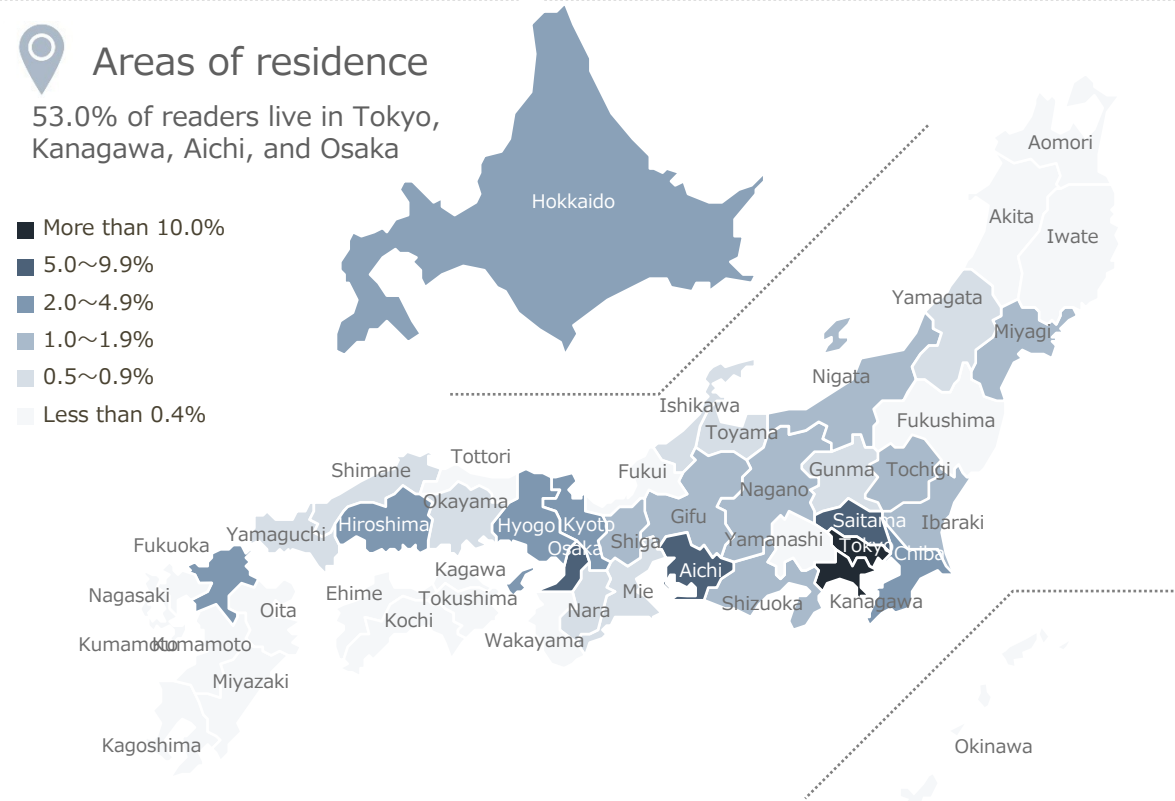 Areas of residence
53.0% of readers live in Tokyo,
Kanagawa, Aichi, and Osaka
More than 10.0%
5.0～9.9%
2.0～4.9%
1.0～1.9%
0.5～0.9%
Less than 0.4%
Hokkaido
Aomori
Akita
Iwate
Yamagata
Miyagi
Nigata
Fukushima
Ishikawa
Toyama
Gunma
Tochigi
Fukui
Nagano
Tottori
Shimane
Okayama
Gifu
Saitama
Ibaraki
Hiroshima
Hyogo
Kyoto
Yamaguchi
Osaka
Shiga
Yamanashi
Tokyo
Chiba
Fukuoka
Kagawa
Aichi
Nagasaki
Ehime
Tokushima
Mie
Shizuoka
Kanagawa
Oita
Kochi
Nara
Wakayama
Kumamoto
Kumamoto
Miyazaki
Kagoshima
Okinawa